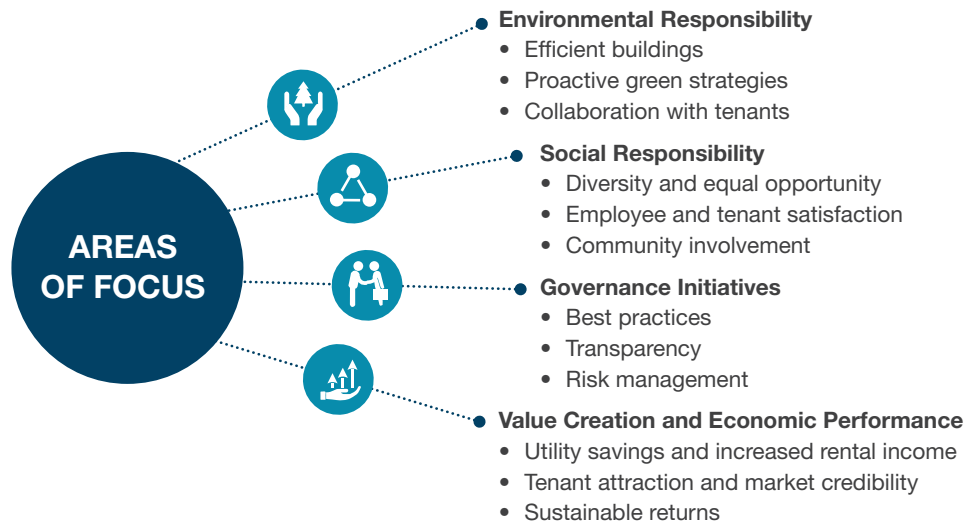 AREAS
OF FOCUS
Environmental Responsibility
• Efficient buildings
• Proactive green strategies
• Collaboration with tenants
Social Responsibility
• Diversity and equal opportunity
• Employee and tenant satisfaction
• Community involvement
Governance Initiatives
• Best practices
• Transparency
• Risk management
Value Creation and Economic Performance
• Utility savings and increased rental income
• Tenant attraction and market credibility
• Sustainable returns